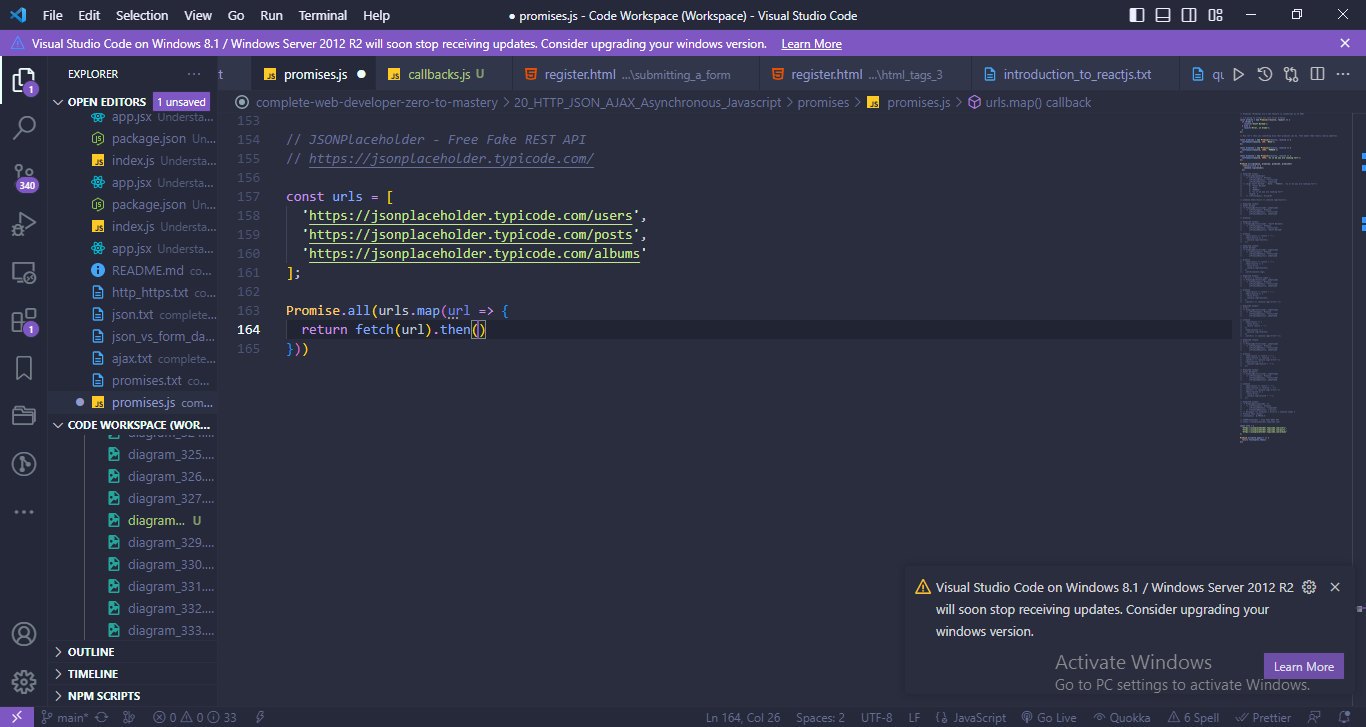 File Edit Selection View Go Run Terminal Help
● promises.js - Code Workspace (Workspace) - Visual Studio Code
Visual Studio Code on Windows 8.1 / Windows Server 2012 R2 will soon stop receiving updates. Consider upgrading your windows version. Learn More
EXPLORER
t promises.js ● callbacks.js U register.html ...\submitting_a_form register.html ...\html_tags_3 introduction_to_reactjs.txt qu
OPEN EDITORS 1 unsaved
complete-web-developer-zero-to-mastery > 20_HTTP_JSON_AJAX_Asynchronous_Javascript > promises > promises.js > urls.map() callback
app.jsx Understa...
package.json Un...
index.js Understa...
app.jsx Understa...
package.json Un...
index.js Understa...
app.jsx Understa...
README.md co...
http_https.txt co...
json.txt complete...
json_vs_form_da...
ajax.txt complete...
promises.txt co...
promises.js com...
CODE WORKSPACE (WOR...
diagram_324....
diagram_325....
diagram_326....
diagram_327....
diagram... U
diagram_329....
diagram_330....
diagram_331....
diagram_332....
diagram_333....
OUTLINE
TIMELINE
NPM SCRIPTS
1
340
1
153
154 // JSONPlaceholder - Free Fake REST API
155 // https://jsonplaceholder.typicode.com/
156
157 const urls = [
158 'https://jsonplaceholder.typicode.com/users',
159 'https://jsonplaceholder.typicode.com/posts',
160 'https://jsonplaceholder.typicode.com/albums'
161 ];
162
163 Promise.all(urls.map(url => {
164 return fetch(url).then()
165 }))
Visual Studio Code on Windows 8.1 / Windows Server 2012 R2
will soon stop receiving updates. Consider upgrading your
windows version.
Learn More
Activate Windows
Go to PC settings to activate Windows.
main* 0 0 33 Ln 164, Col 26 Spaces: 2 UTF-8 LF JavaScript Go Live Quokka 6 Spell Prettier